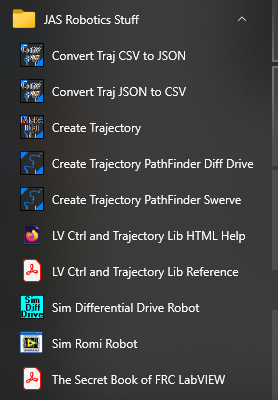 JAS Robotics Stuff
Convert Traj CSV to JSON
Convert Traj JSON to CSV
Create Trajectory
Create Trajectory PathFinder Diff Drive
Create Trajectory PathFinder Swerve
LV Ctrl and Trajectory Lib HTML Help
LV Ctrl and Trajectory Lib Reference
Sim
Diff
Drive
Sim Differential Drive Robot
Sim Romi Robot
The Secret Book of FRC LabVIEW